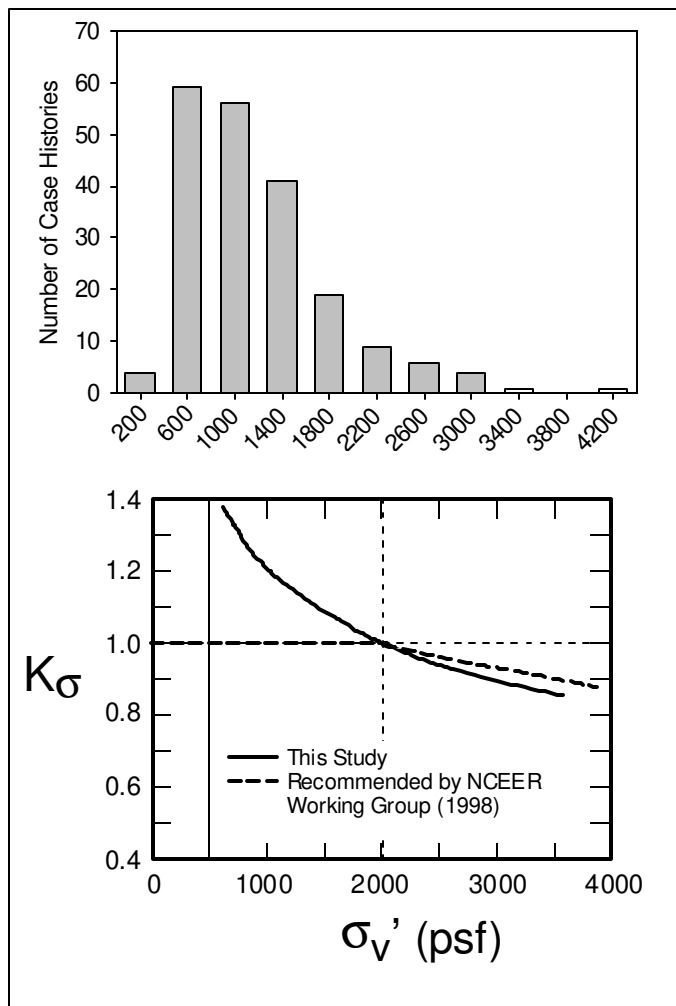 70
60
50
40
30
20
10
0
Number of Case Histories
200 600 1000 1400 1800 2200 2600 3000 3400 3800 4200
1.4
1.2
1.0
0.8
0.6
0.4
Kσ
This Study
Recommended by NCEER
Working Group (1998)
0 1000 2000 3000 4000
σv’ (psf)